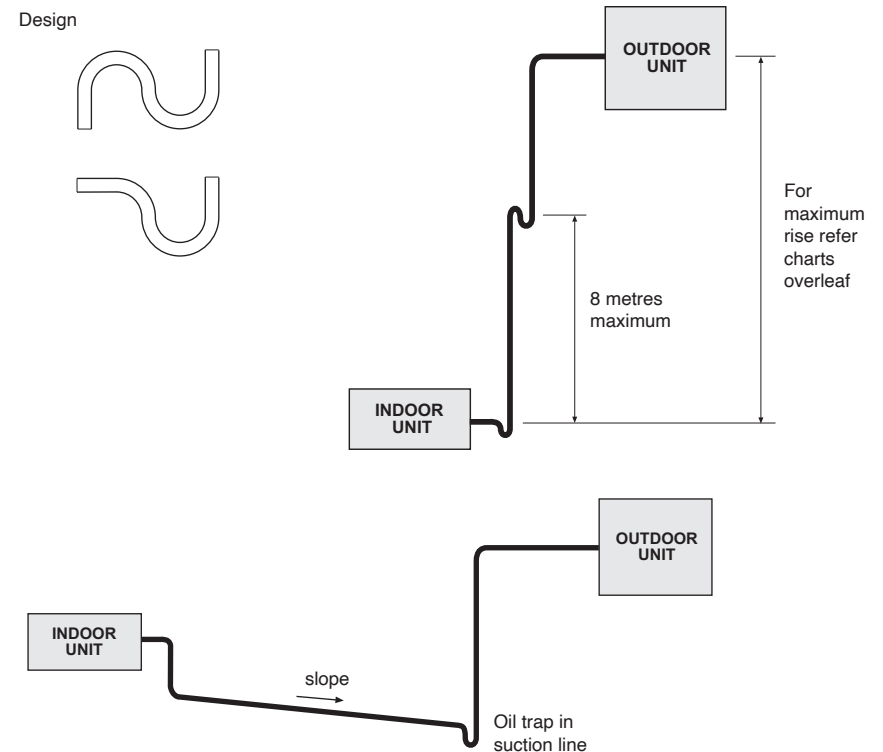 Design
OUTDOOR
UNIT
For
maximum
rise refer
charts
overleaf
8 metres
maximum
INDOOR
UNIT
OUTDOOR
UNIT
INDOOR
UNIT
slope
Oil trap in
suction line